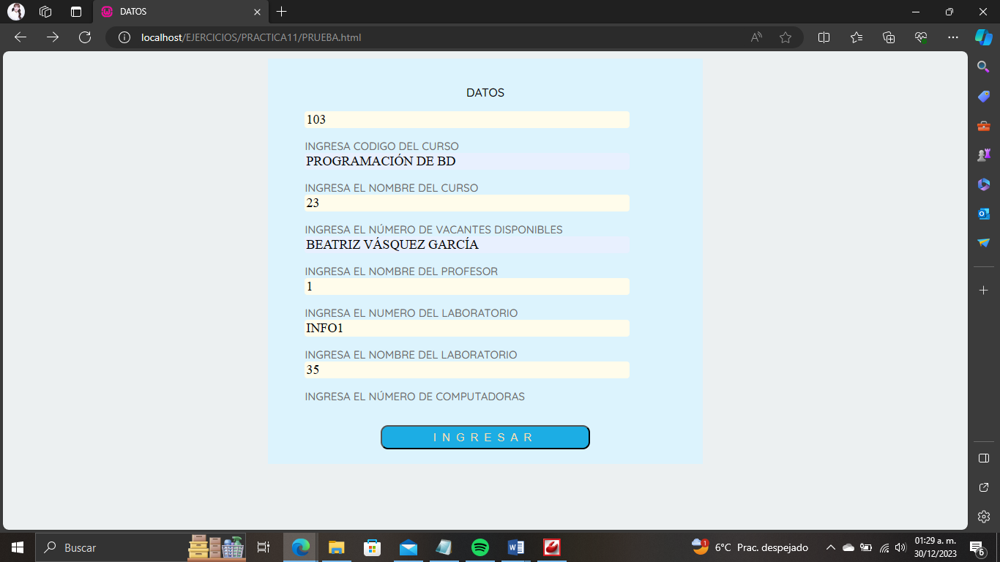 DATOS
localhost/EJERCICIOS/PRACTICA11/PRUEBA.html
DATOS
103
INGRESA CODIGO DEL CURSO
PROGRAMACIÓN DE BD
INGRESA EL NOMBRE DEL CURSO
23
INGRESA EL NÚMERO DE VACANTES DISPONIBLES
BEATRIZ VÁSQUEZ GARCÍA
INGRESA EL NOMBRE DEL PROFESOR
1
INGRESA EL NUMERO DEL LABORATORIO
INFO1
INGRESA EL NOMBRE DEL LABORATORIO
35
INGRESA EL NÚMERO DE COMPUTADORAS
INGRESAR
Buscar
6°C Prac. despejado
01:29 a. m.
30/12/2023